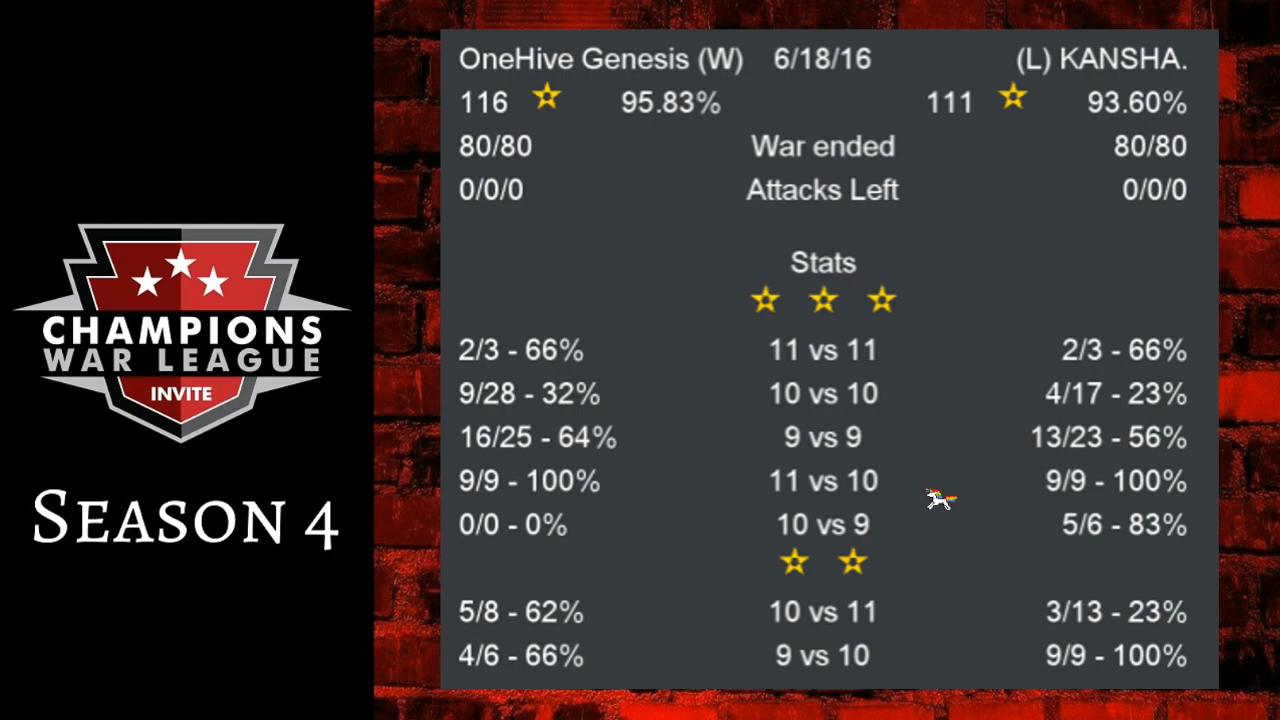 CHAMPIONS
WAR LEAGUE
INVITE
SEASON 4
OneHive Genesis (W) 6/18/16 (L) KANSHA.
116 95.83% 111 93.60%
80/80 War ended 80/80
0/0/0 Attacks Left 0/0/0
Stats
2/3 - 66% 11 vs 11 2/3 - 66%
9/28 - 32% 10 vs 10 4/17 - 23%
16/25 - 64% 9 vs 9 13/23 - 56%
9/9 - 100% 11 vs 10 9/9 - 100%
0/0 - 0% 10 vs 9 5/6 - 83%
5/8 - 62% 10 vs 11 3/13 - 23%
4/6 - 66% 9 vs 10 9/9 - 100%